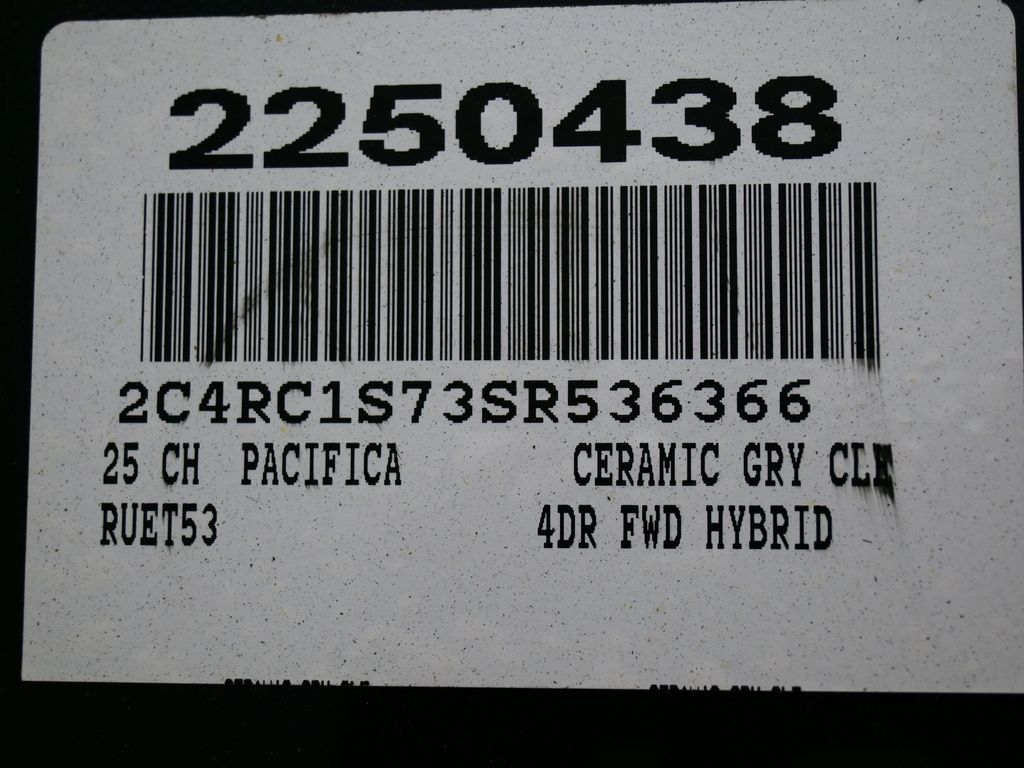 2250438
2C4RC1S73SR536366
25 CH PACIFICA CERAMIC GRY CLE
RUET53 4DR FWD HYBRID